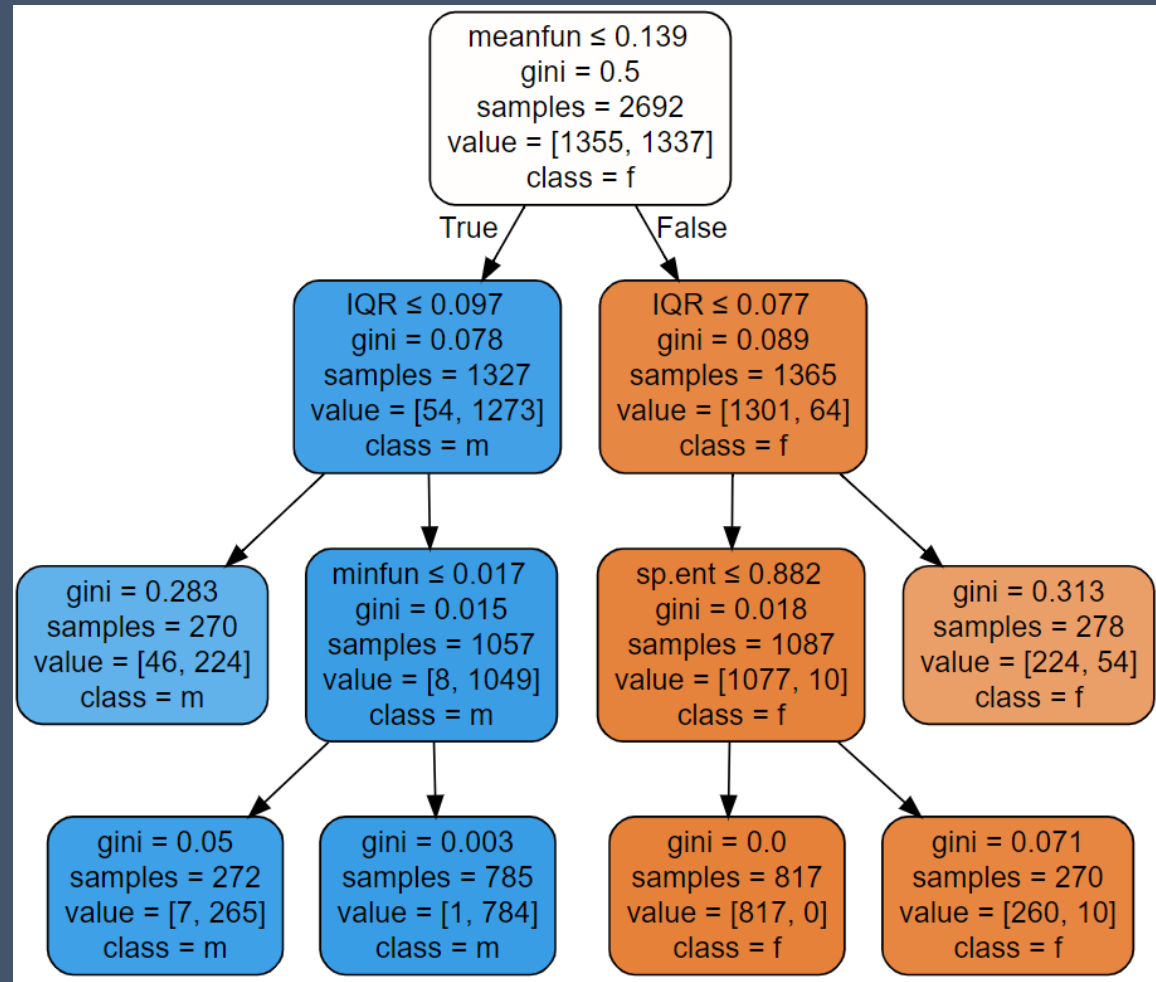 meanfun ≤ 0.139
gini = 0.5
samples = 2692
value = [1355, 1337]
class = f
True
False
IQR ≤ 0.097
gini = 0.078
samples = 1327
value = [54, 1273]
class = m
IQR ≤ 0.077
gini = 0.089
samples = 1365
value = [1301, 64]
class = f
gini = 0.283
samples = 270
value = [46, 224]
class = m
minfun ≤ 0.017
gini = 0.015
samples = 1057
value = [8, 1049]
class = m
sp.ent ≤ 0.882
gini = 0.018
samples = 1087
value = [1077, 10]
class = f
gini = 0.313
samples = 278
value = [224, 54]
class = f
gini = 0.05
samples = 272
value = [7, 265]
class = m
gini = 0.003
samples = 785
value = [1, 784]
class = m
gini = 0.0
samples = 817
value = [817, 0]
class = f
gini = 0.071
samples = 270
value = [260, 10]
class = f